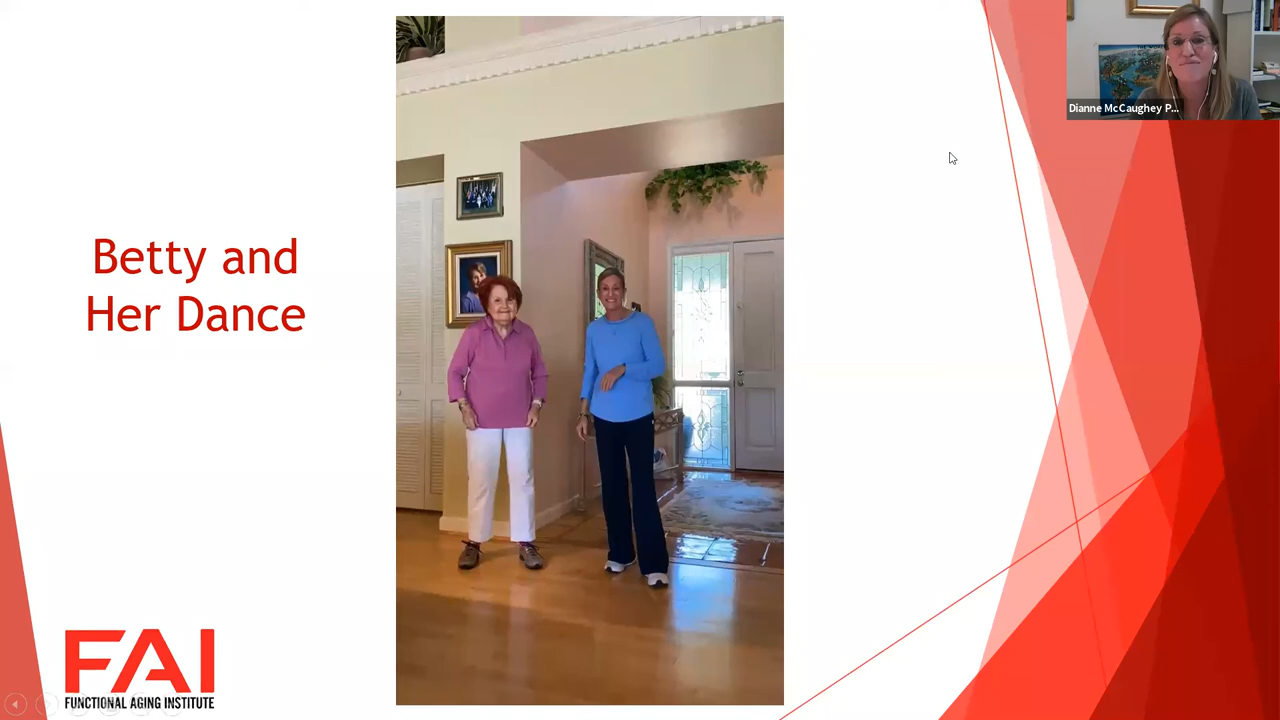 Dianne McCaughey P...
Betty and
Her Dance
FAI
FUNCTIONAL AGING INSTITUTE